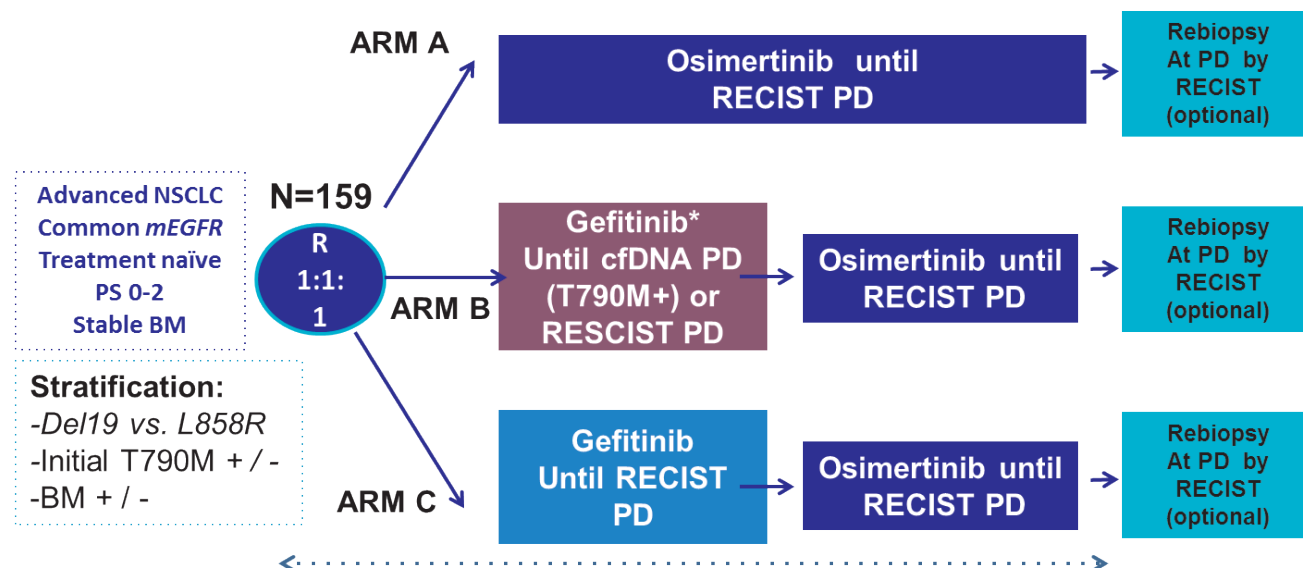 ARM A
Osimertinib until
RECIST PD
Rebiopsy
At PD by
RECIST
(optional)
Advanced NSCLC
Common mEGFR
Treatment naïve
PS 0-2
Stable BM
N=159
R
1:1:
1
ARM B
Gefitinib*
Until cfDNA PD
(T790M+) or
RESCIST PD
Osimertinib until
RECIST PD
Rebiopsy
At PD by
RECIST
(optional)
Stratification:
-Del19 vs. L858R
-Initial T790M + / -
-BM + / -
ARM C
Gefitinib
Until RECIST
PD
Osimertinib until
RECIST PD
Rebiopsy
At PD by
RECIST
(optional)